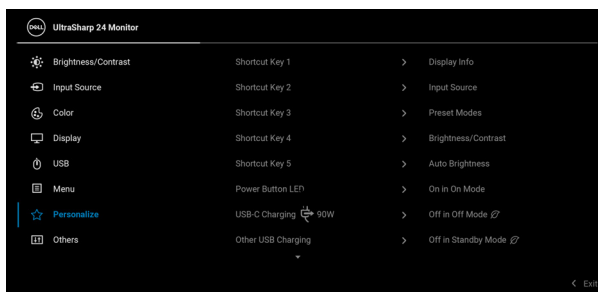 DELL UltraSharp 24 Monitor
Brightness/Contrast Shortcut Key 1 > Display Info
Input Source Shortcut Key 2 > Input Source
Color Shortcut Key 3 > Preset Modes
Display Shortcut Key 4 > Brightness/Contrast
USB Shortcut Key 5 > Auto Brightness
Menu Power Button LED > On in On Mode
Personalize USB-C Charging 90W > Off in Off Mode
Others Other USB Charging > Off in Standby Mode
< Exit